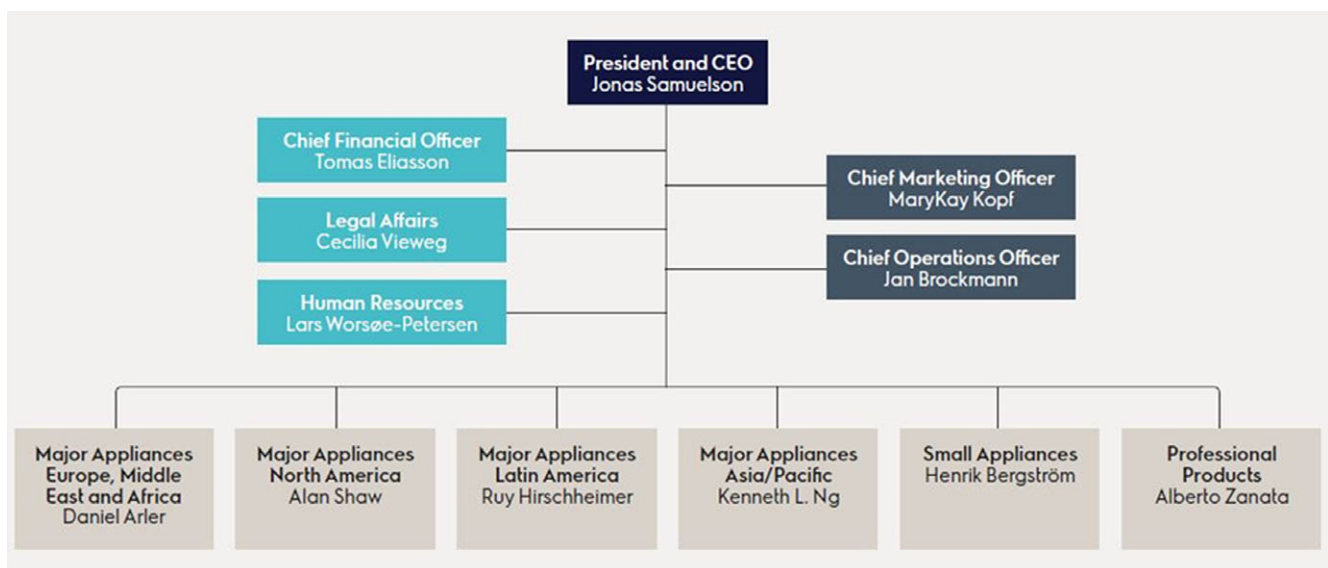 President and CEO
Jonas Samuelson
Chief Financial Officer
Tomas Eliasson
Chief Marketing Officer
MaryKay Kopf
Legal Affairs
Cecilia Vieweg
Chief Operations Officer
Jan Brockmann
Human Resources
Lars Worsøe-Petersen
Major Appliances
Europe, Middle
East and Africa
Daniel Arler
Major Appliances
North America
Alan Shaw
Major Appliances
Latin America
Ruy Hirschheimer
Major Appliances
Asia/Pacific
Kenneth L. Ng
Small Appliances
Henrik Bergström
Professional
Products
Alberto Zanata